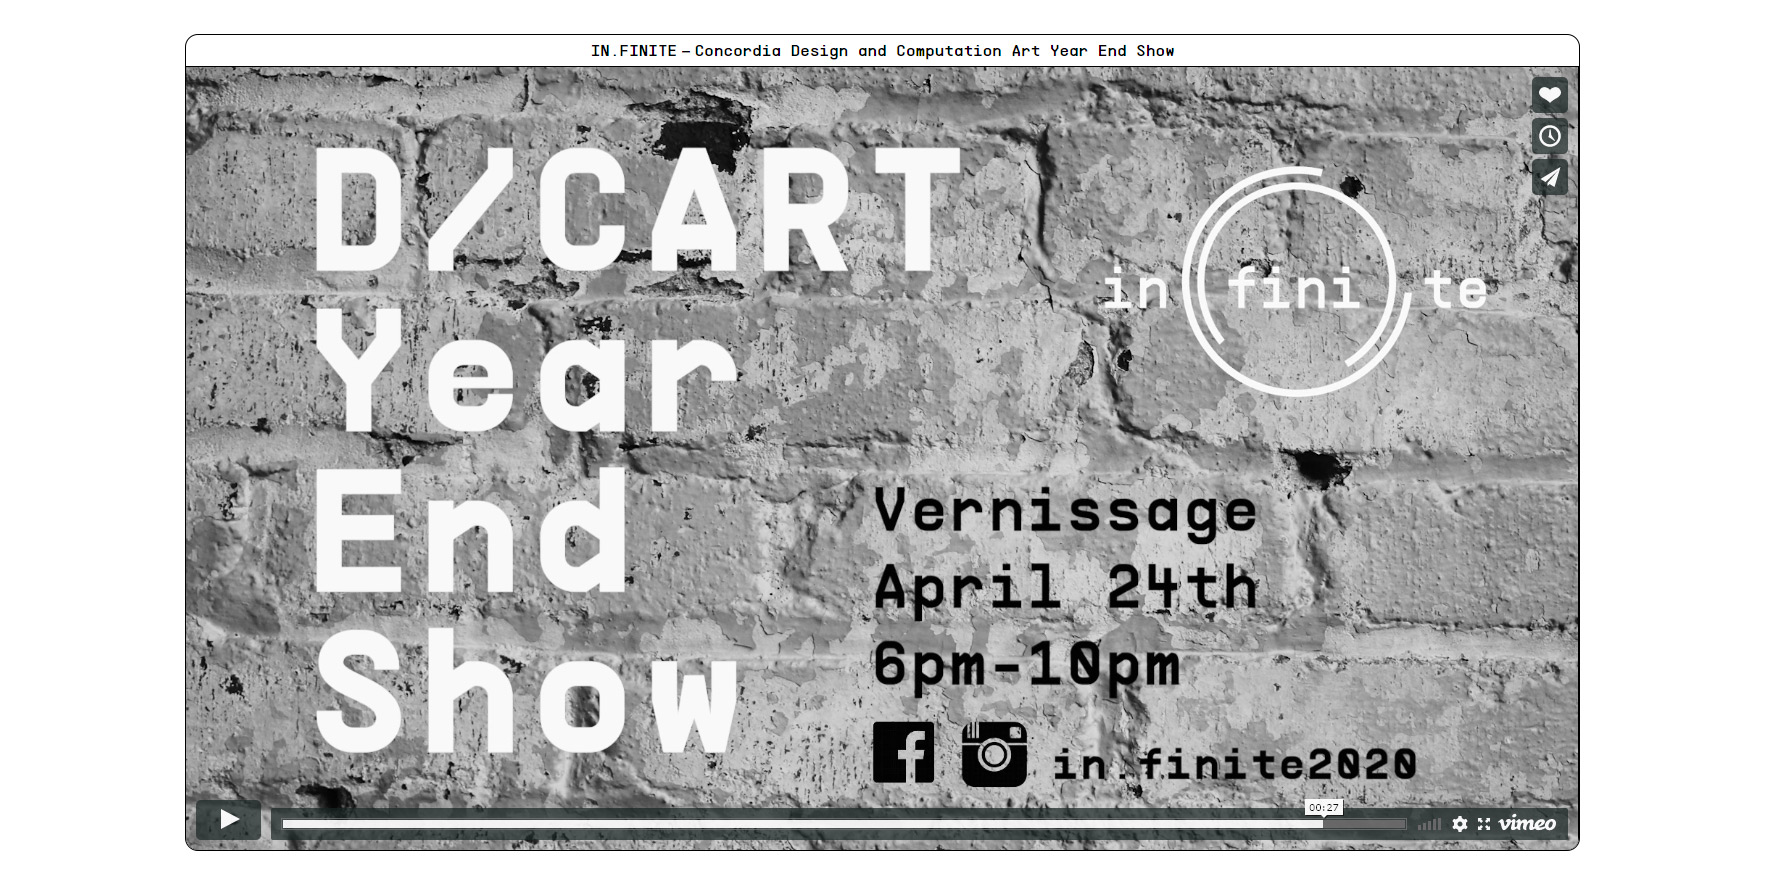 IN.FINITE – Concordia Design and Computation Art Year End Show
D/CART
Year
End
Show
in fini te
Vernissage
April 24th
6pm-10pm
in.finite2020
00:27
vimeo